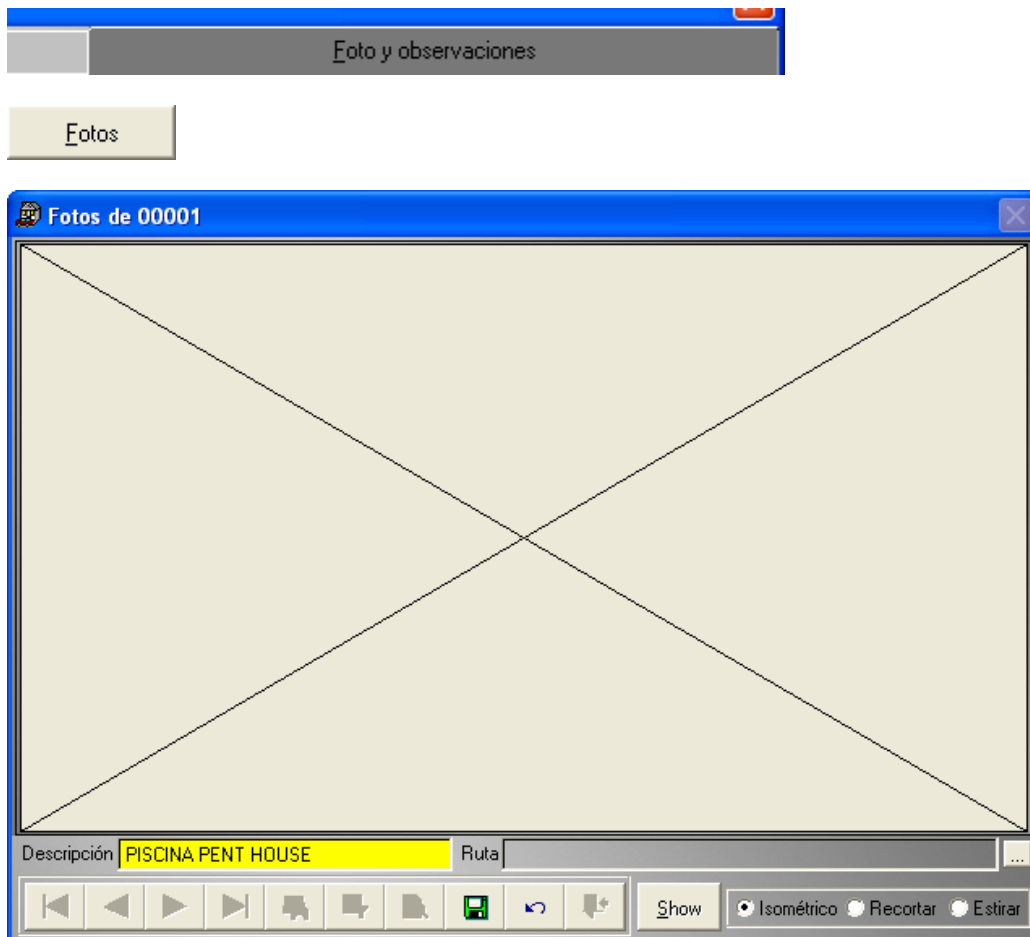 Foto y observaciones
Fotos
Fotos de 00001
Descripción PISCINA PENT HOUSE Ruta ...
Show Isométrico Recortar Estirar